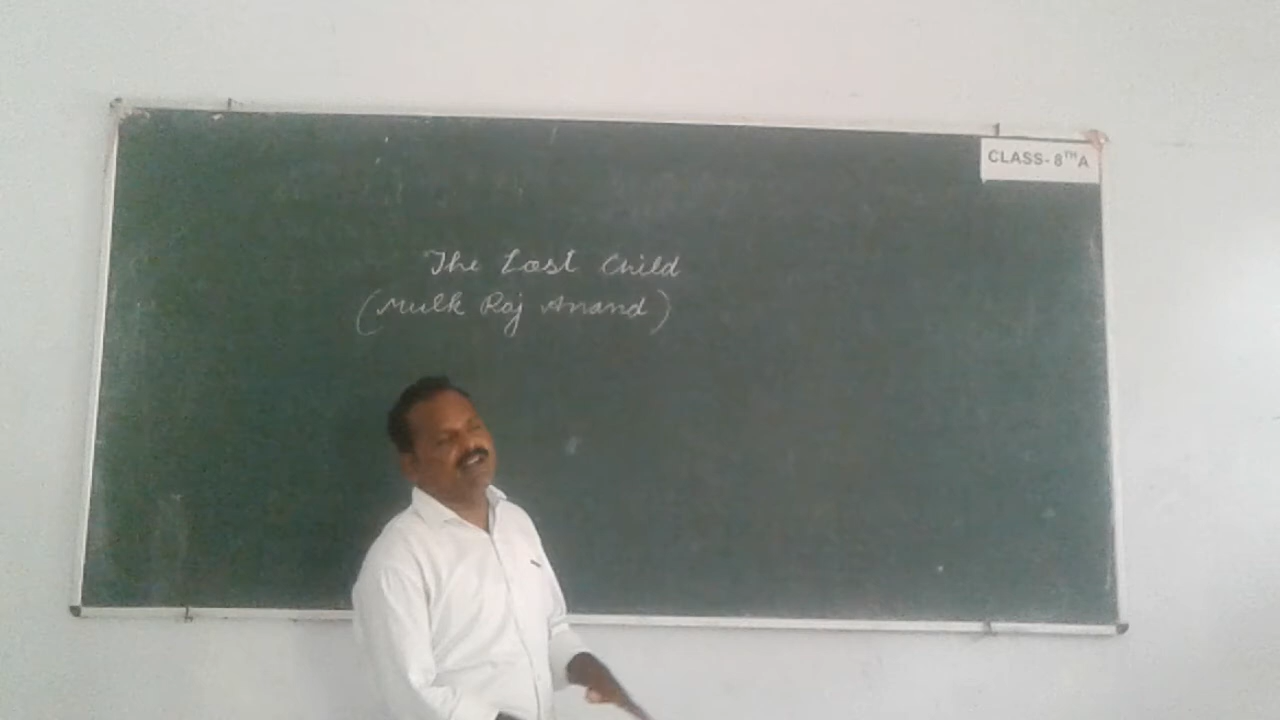 CLASS- 8TH A
The Lost Child
(Mulk Raj Anand)